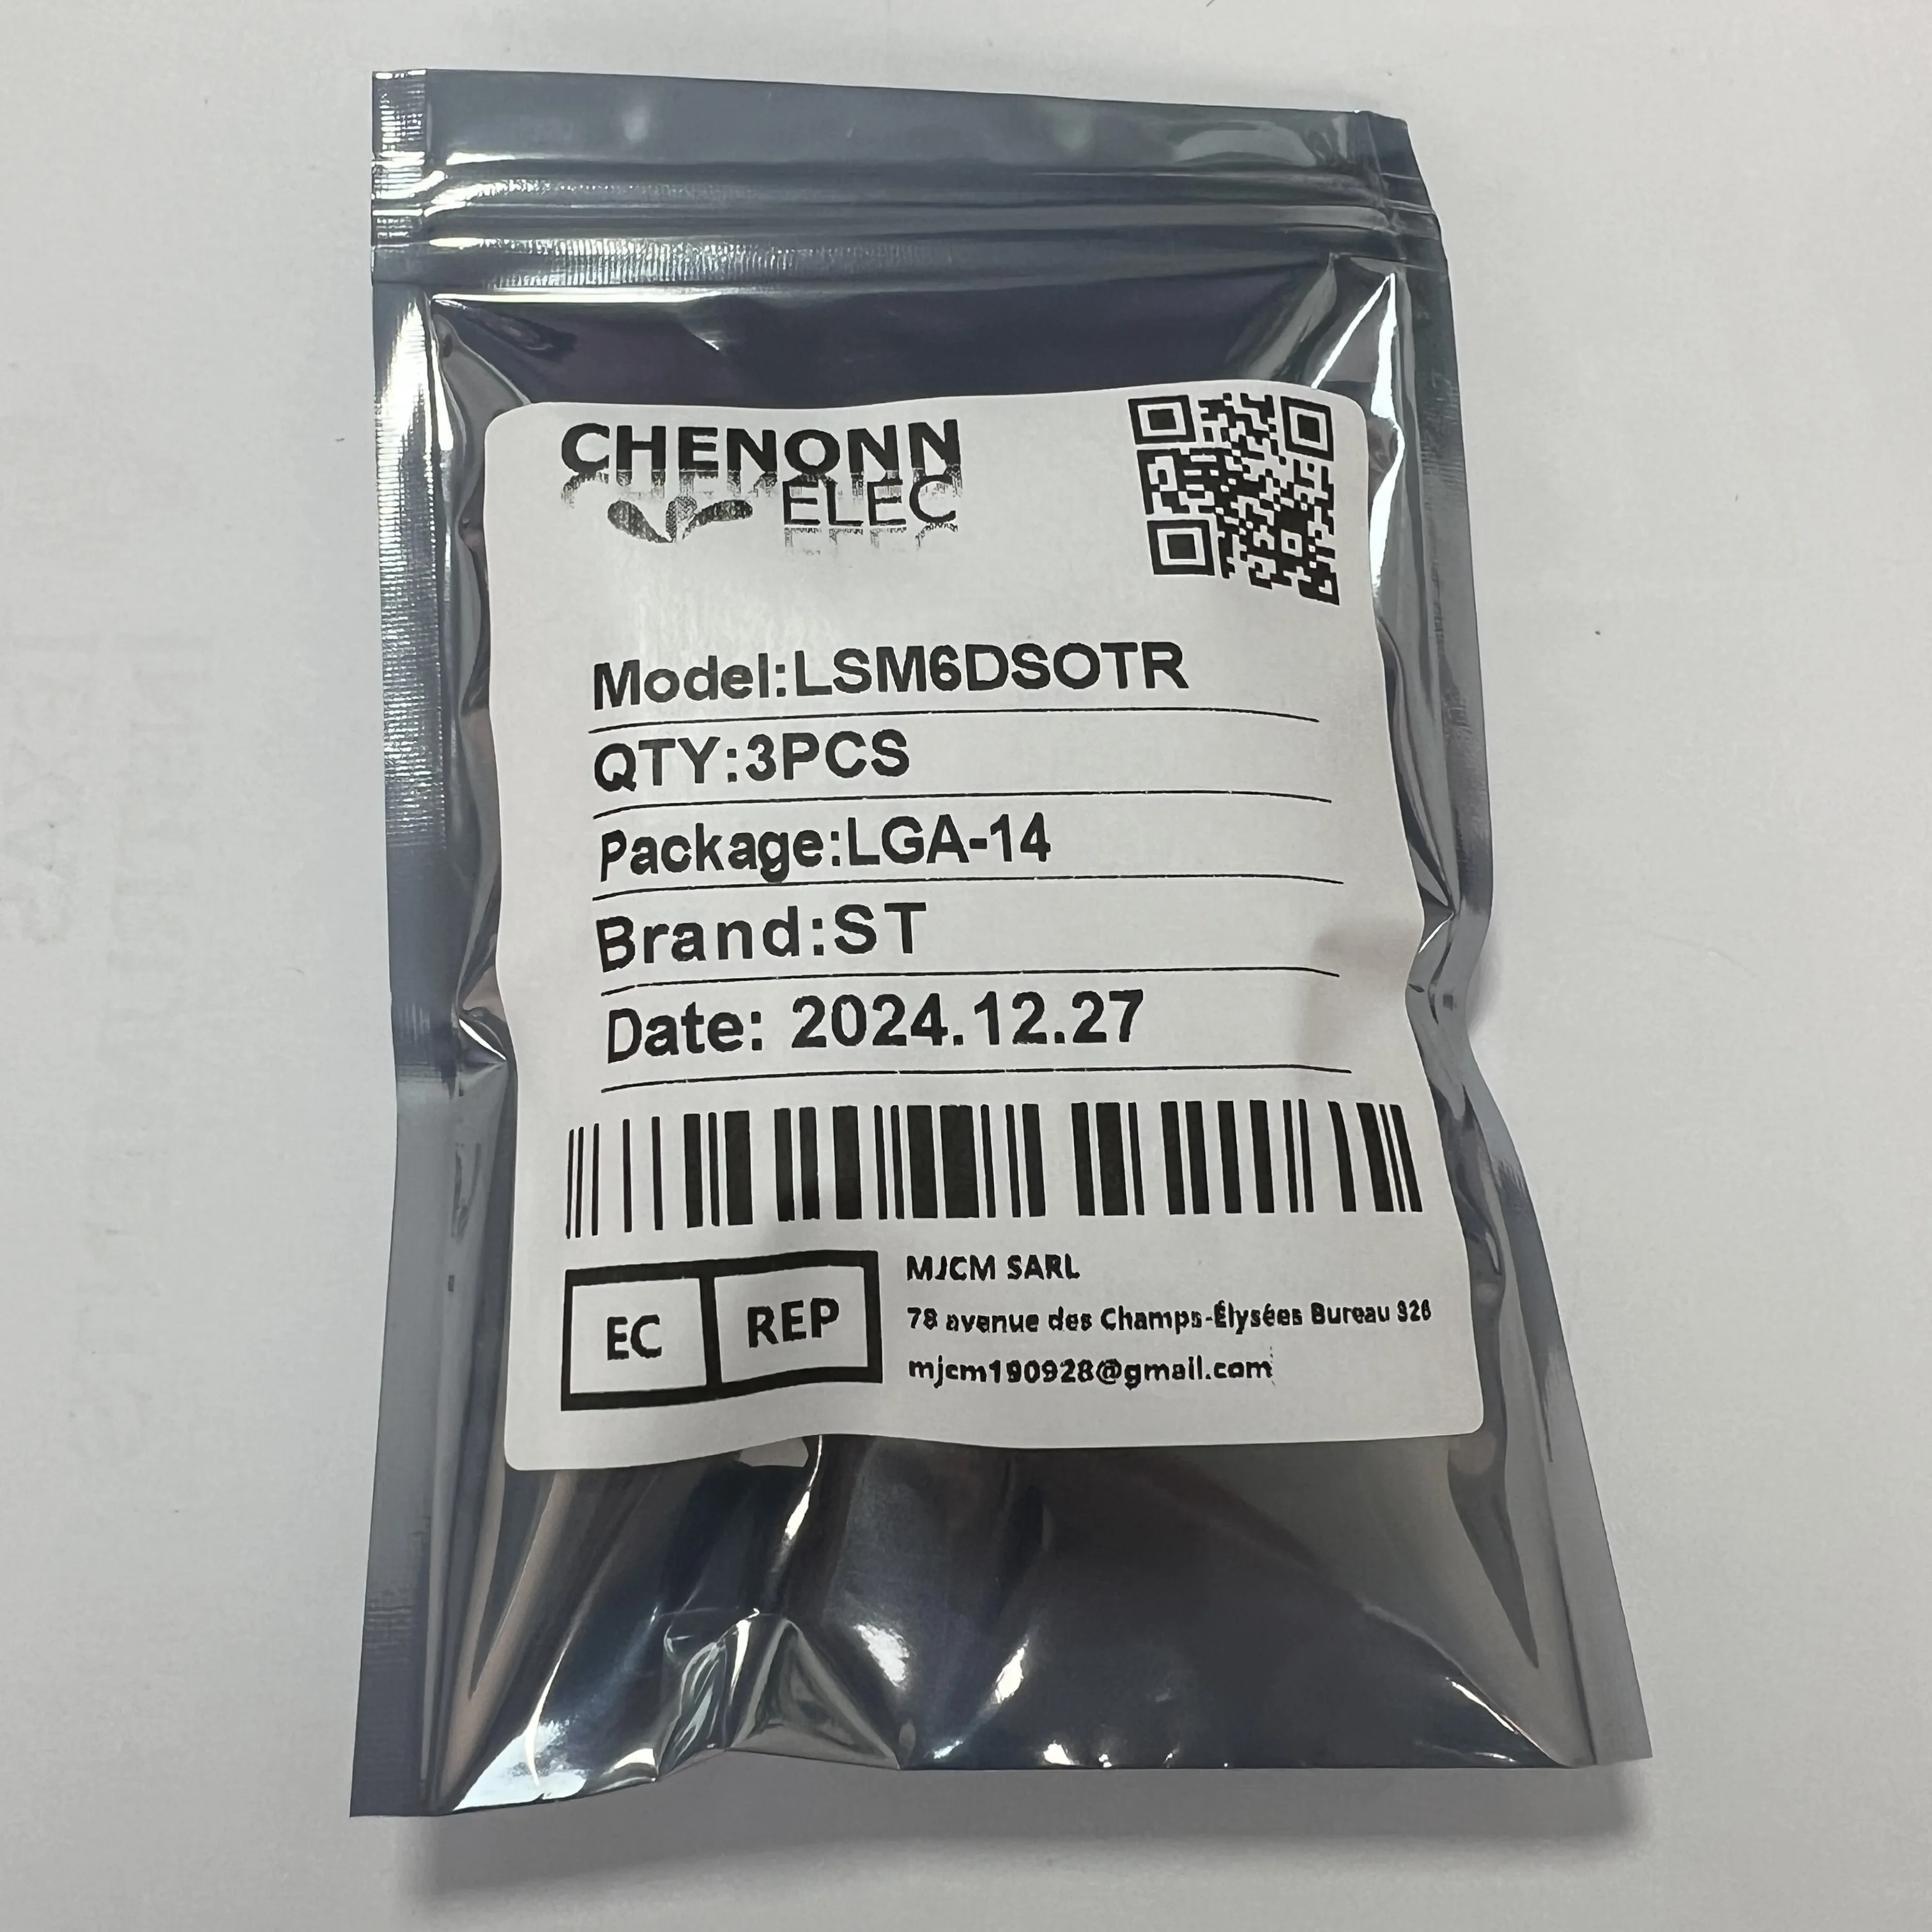 CHENONN
ELEC
Model:LSM6DSOTR
QTY:3PCS
Package:LGA-14
Brand:ST
Date: 2024.12.27
EC REP
MJCM SARL
78 avenue des Champs-Élysées Bureau 326
mjcm190928@gmail.com